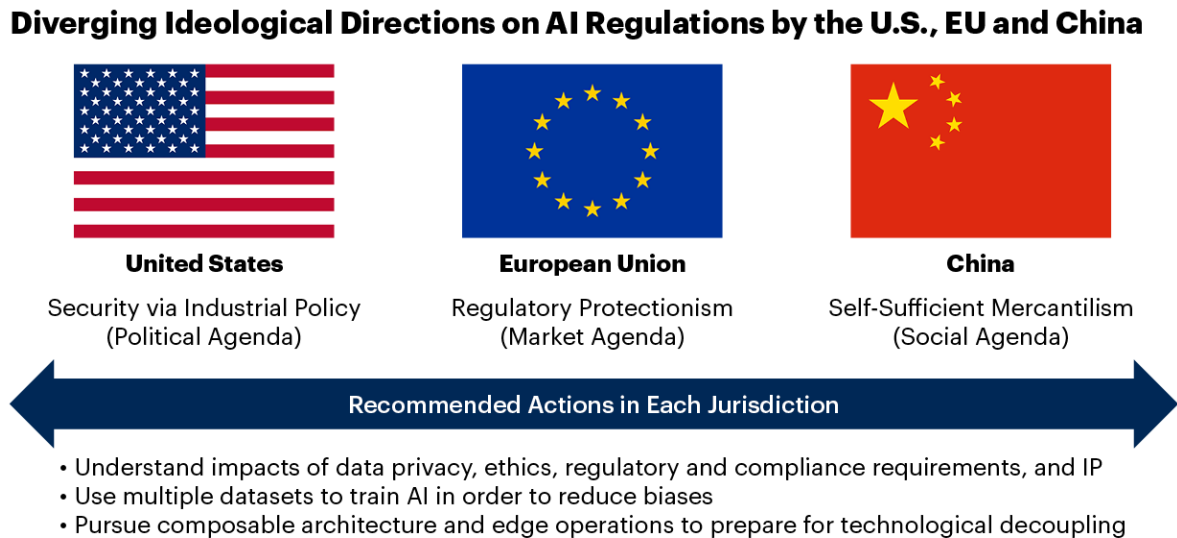 Diverging Ideological Directions on AI Regulations by the U.S., EU and China
United States
Security via Industrial Policy
(Political Agenda)
European Union
Regulatory Protectionism
(Market Agenda)
China
Self-Sufficient Mercantilism
(Social Agenda)
Recommended Actions in Each Jurisdiction
• Understand impacts of data privacy, ethics, regulatory and compliance requirements, and IP
• Use multiple datasets to train AI in order to reduce biases
• Pursue composable architecture and edge operations to prepare for technological decoupling